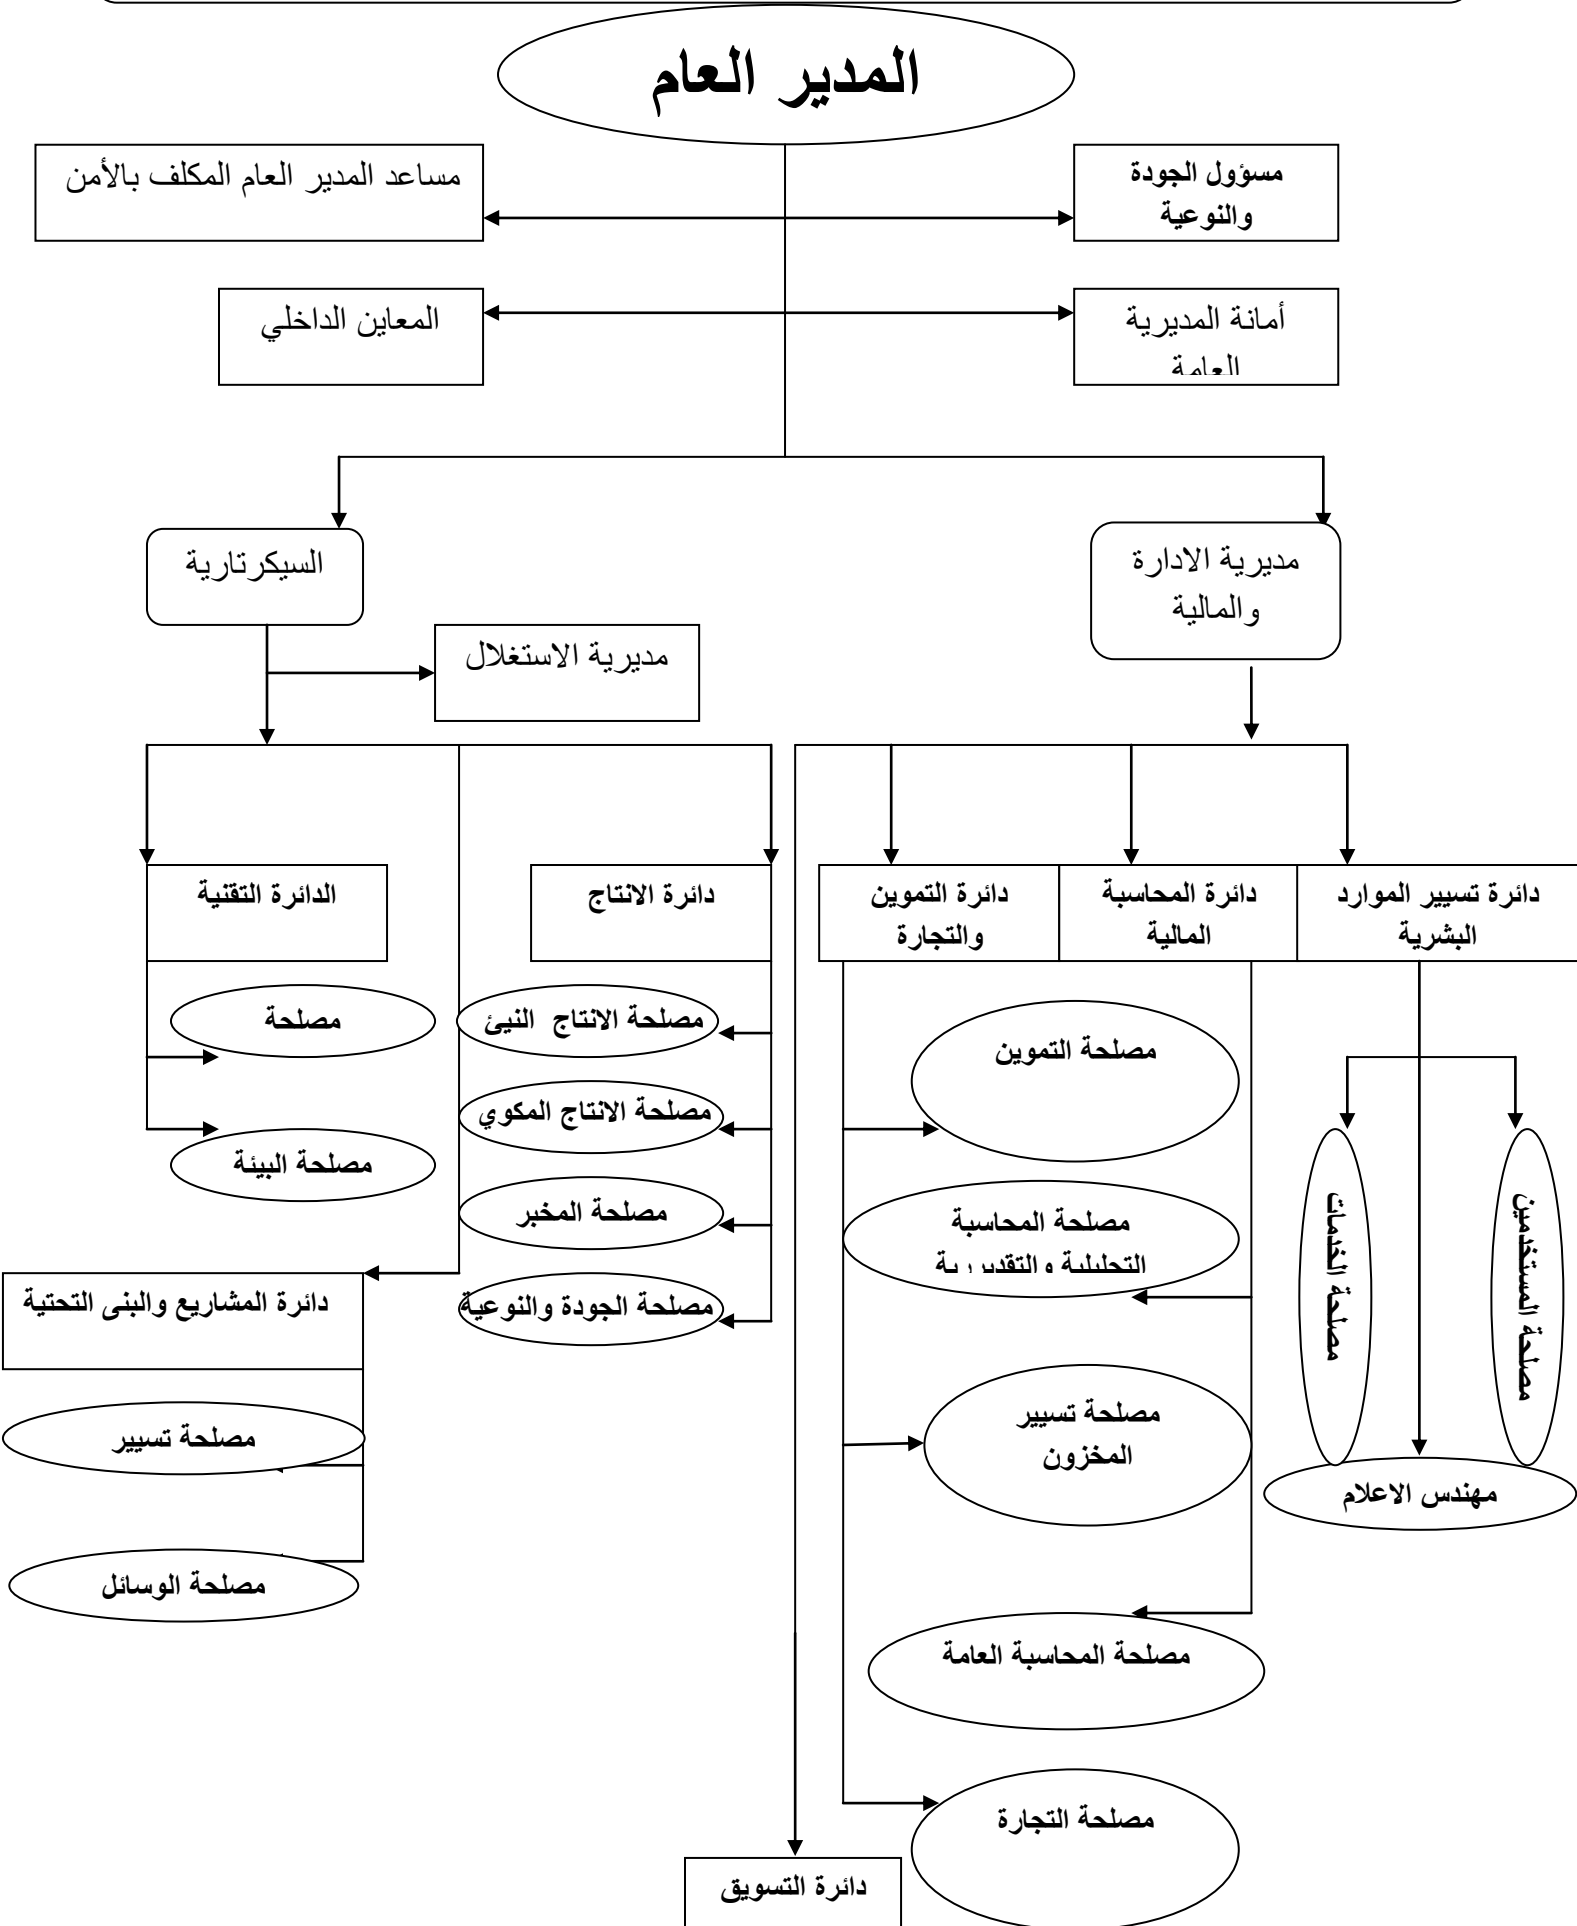 المدير العام
مسؤول الجودة
والنوعية
مساعد المدير العام المكلف بالأمن
أمانة المديرية
العامة
المعاين الداخلي
مديرية الادارة
والمالية
السيكرتارية
مديرية الاستغلال
دائرة تسيير الموارد
البشرية
دائرة المحاسبة
المالية
دائرة التموين
والتجارة
دائرة الانتاج
الدائرة التقنية
مصلحة التموين
مصلحة الانتاج النيئ
مصلحة
مصلحة الانتاج المكوي
مصلحة البيئة
مصلحة المستخدمين
مصلحة الخدمات
مصلحة المحاسبة
التحليلية والتقديرية
مصلحة المخبر
مصلحة الجودة والنوعية
دائرة المشاريع والبنى التحتية
مصلحة تسيير
المخزون
مصلحة تسيير
مهندس الاعلام
مصلحة الوسائل
مصلحة المحاسبة العامة
مصلحة التجارة
دائرة التسويق